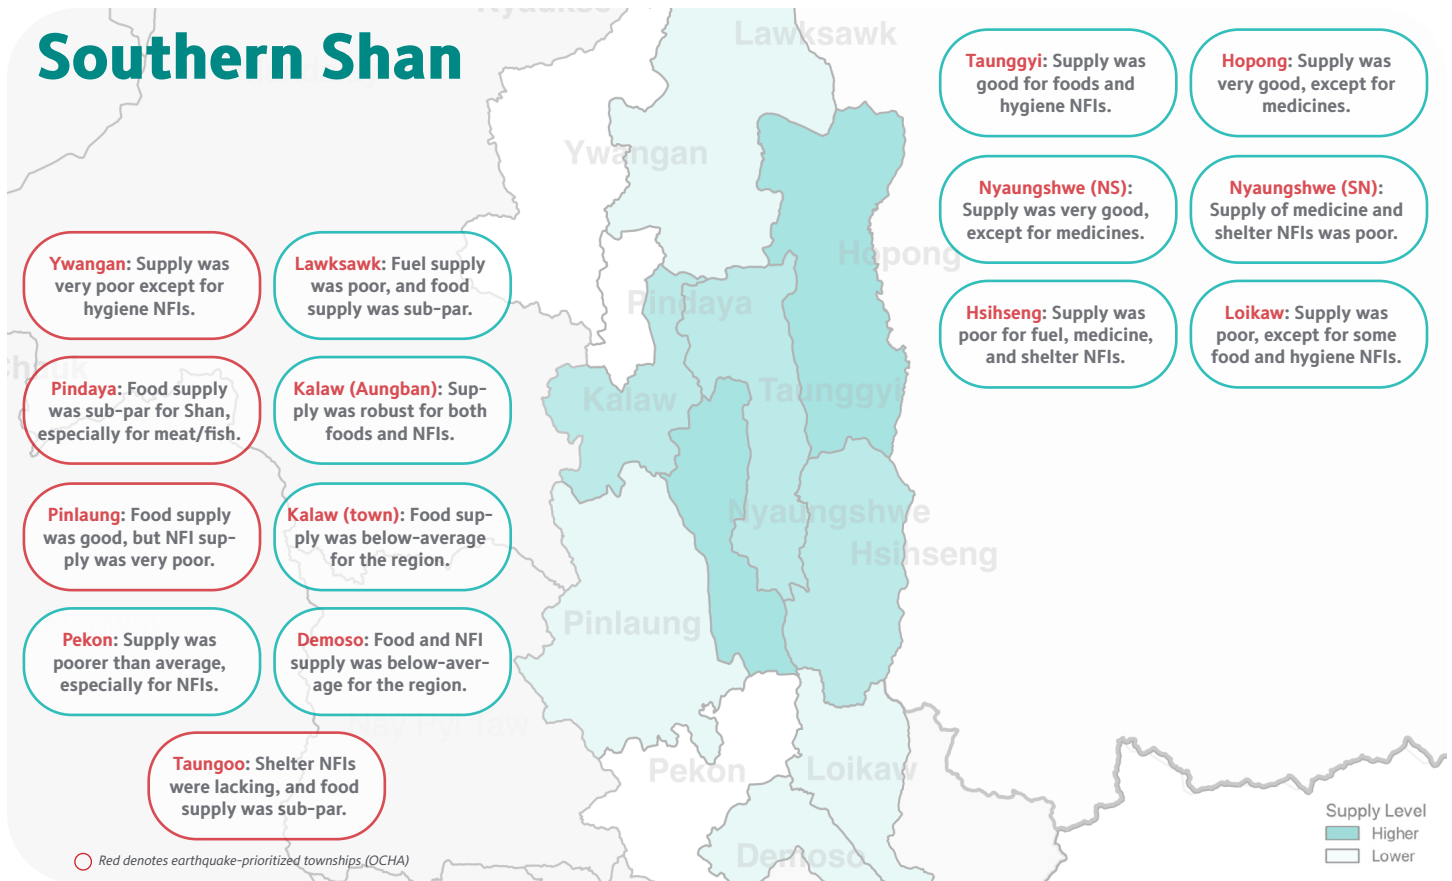 Southern Shan
Kyaukse
Lawksawk
Ywangan
Hopong
Pindaya
Kalaw
Taunggyi
Nyaungshwe
Hsihseng
Pinlaung
Nay Pyi Taw
Pekon
Loikaw
Demoso
Chauk
Ywangan: Supply was
very poor except for
hygiene NFIs.
Lawksawk: Fuel supply
was poor, and food
supply was sub-par.
Pindaya: Food supply
was sub-par for Shan,
especially for meat/fish.
Kalaw (Aungban): Sup-
ply was robust for both
foods and NFIs.
Pinlaung: Food supply
was good, but NFI sup-
ply was very poor.
Kalaw (town): Food sup-
ply was below-average
for the region.
Pekon: Supply was
poorer than average,
especially for NFIs.
Demoso: Food and NFI
supply was below-aver-
age for the region.
Taungoo: Shelter NFIs
were lacking, and food
supply was sub-par.
Red denotes earthquake-prioritized townships (OCHA)
Taunggyi: Supply was
good for foods and
hygiene NFIs.
Hopong: Supply was
very good, except for
medicines.
Nyaungshwe (NS):
Supply was very good,
except for medicines.
Nyaungshwe (SN):
Supply of medicine and
shelter NFIs was poor.
Hsihseng: Supply was
poor for fuel, medicine,
and shelter NFIs.
Loikaw: Supply was
poor, except for some
food and hygiene NFIs.
Supply Level
Higher
Lower